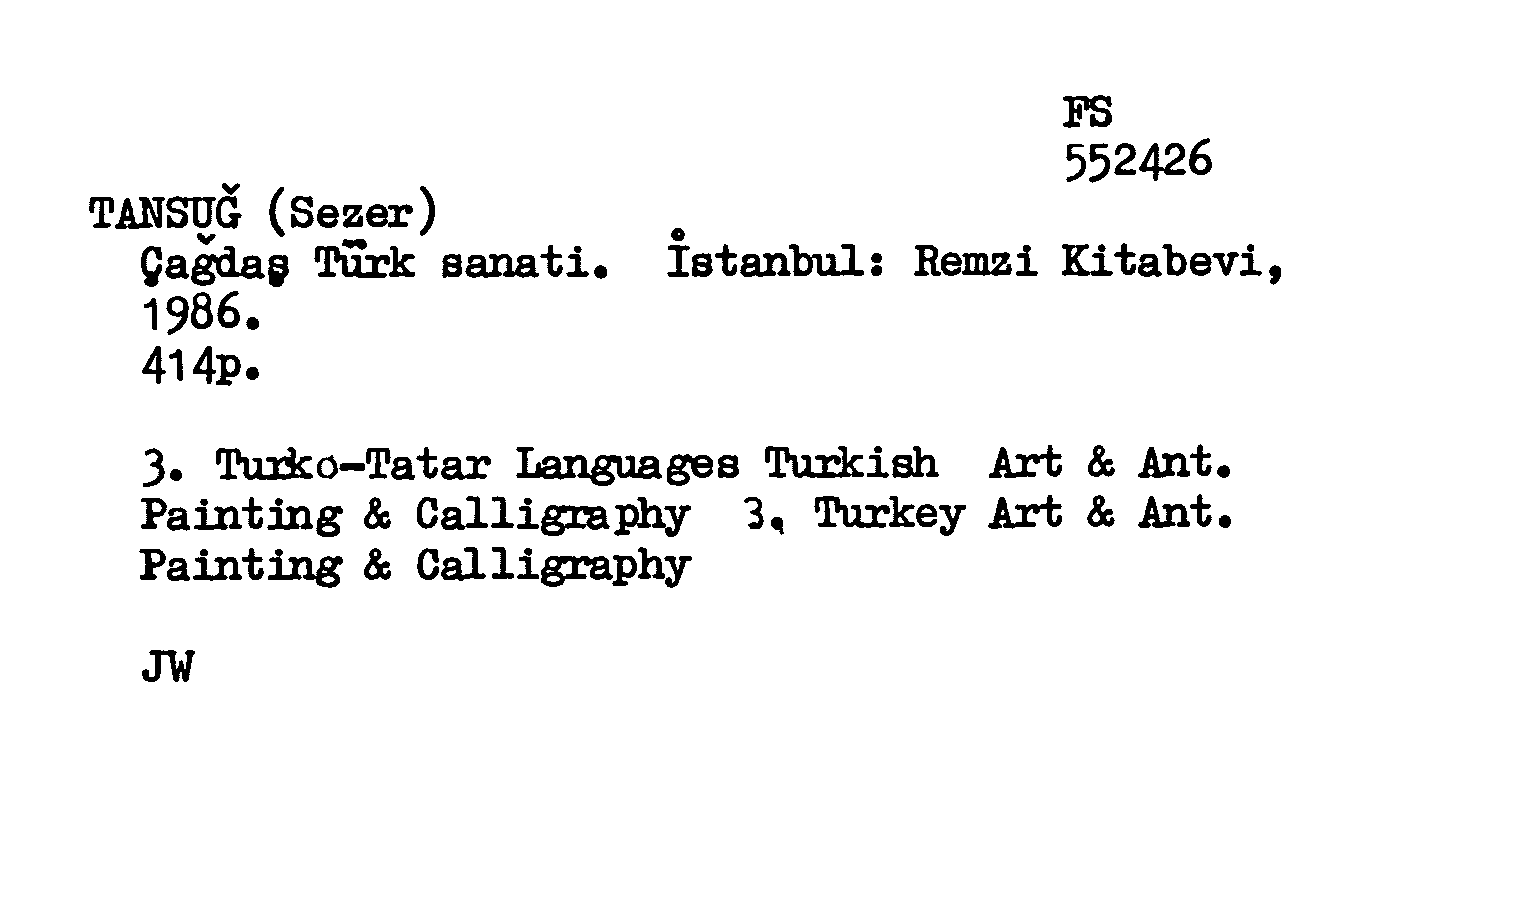 FS
552426
TANSUĞ (Sezer)
Çağdaş Türk sanati. İstanbul: Remzi Kitabevi,
1986.
414p.
3. Turko-Tatar Languages Turkish Art & Ant.
Painting & Calligraphy 3. Turkey Art & Ant.
Painting & Calligraphy
JW